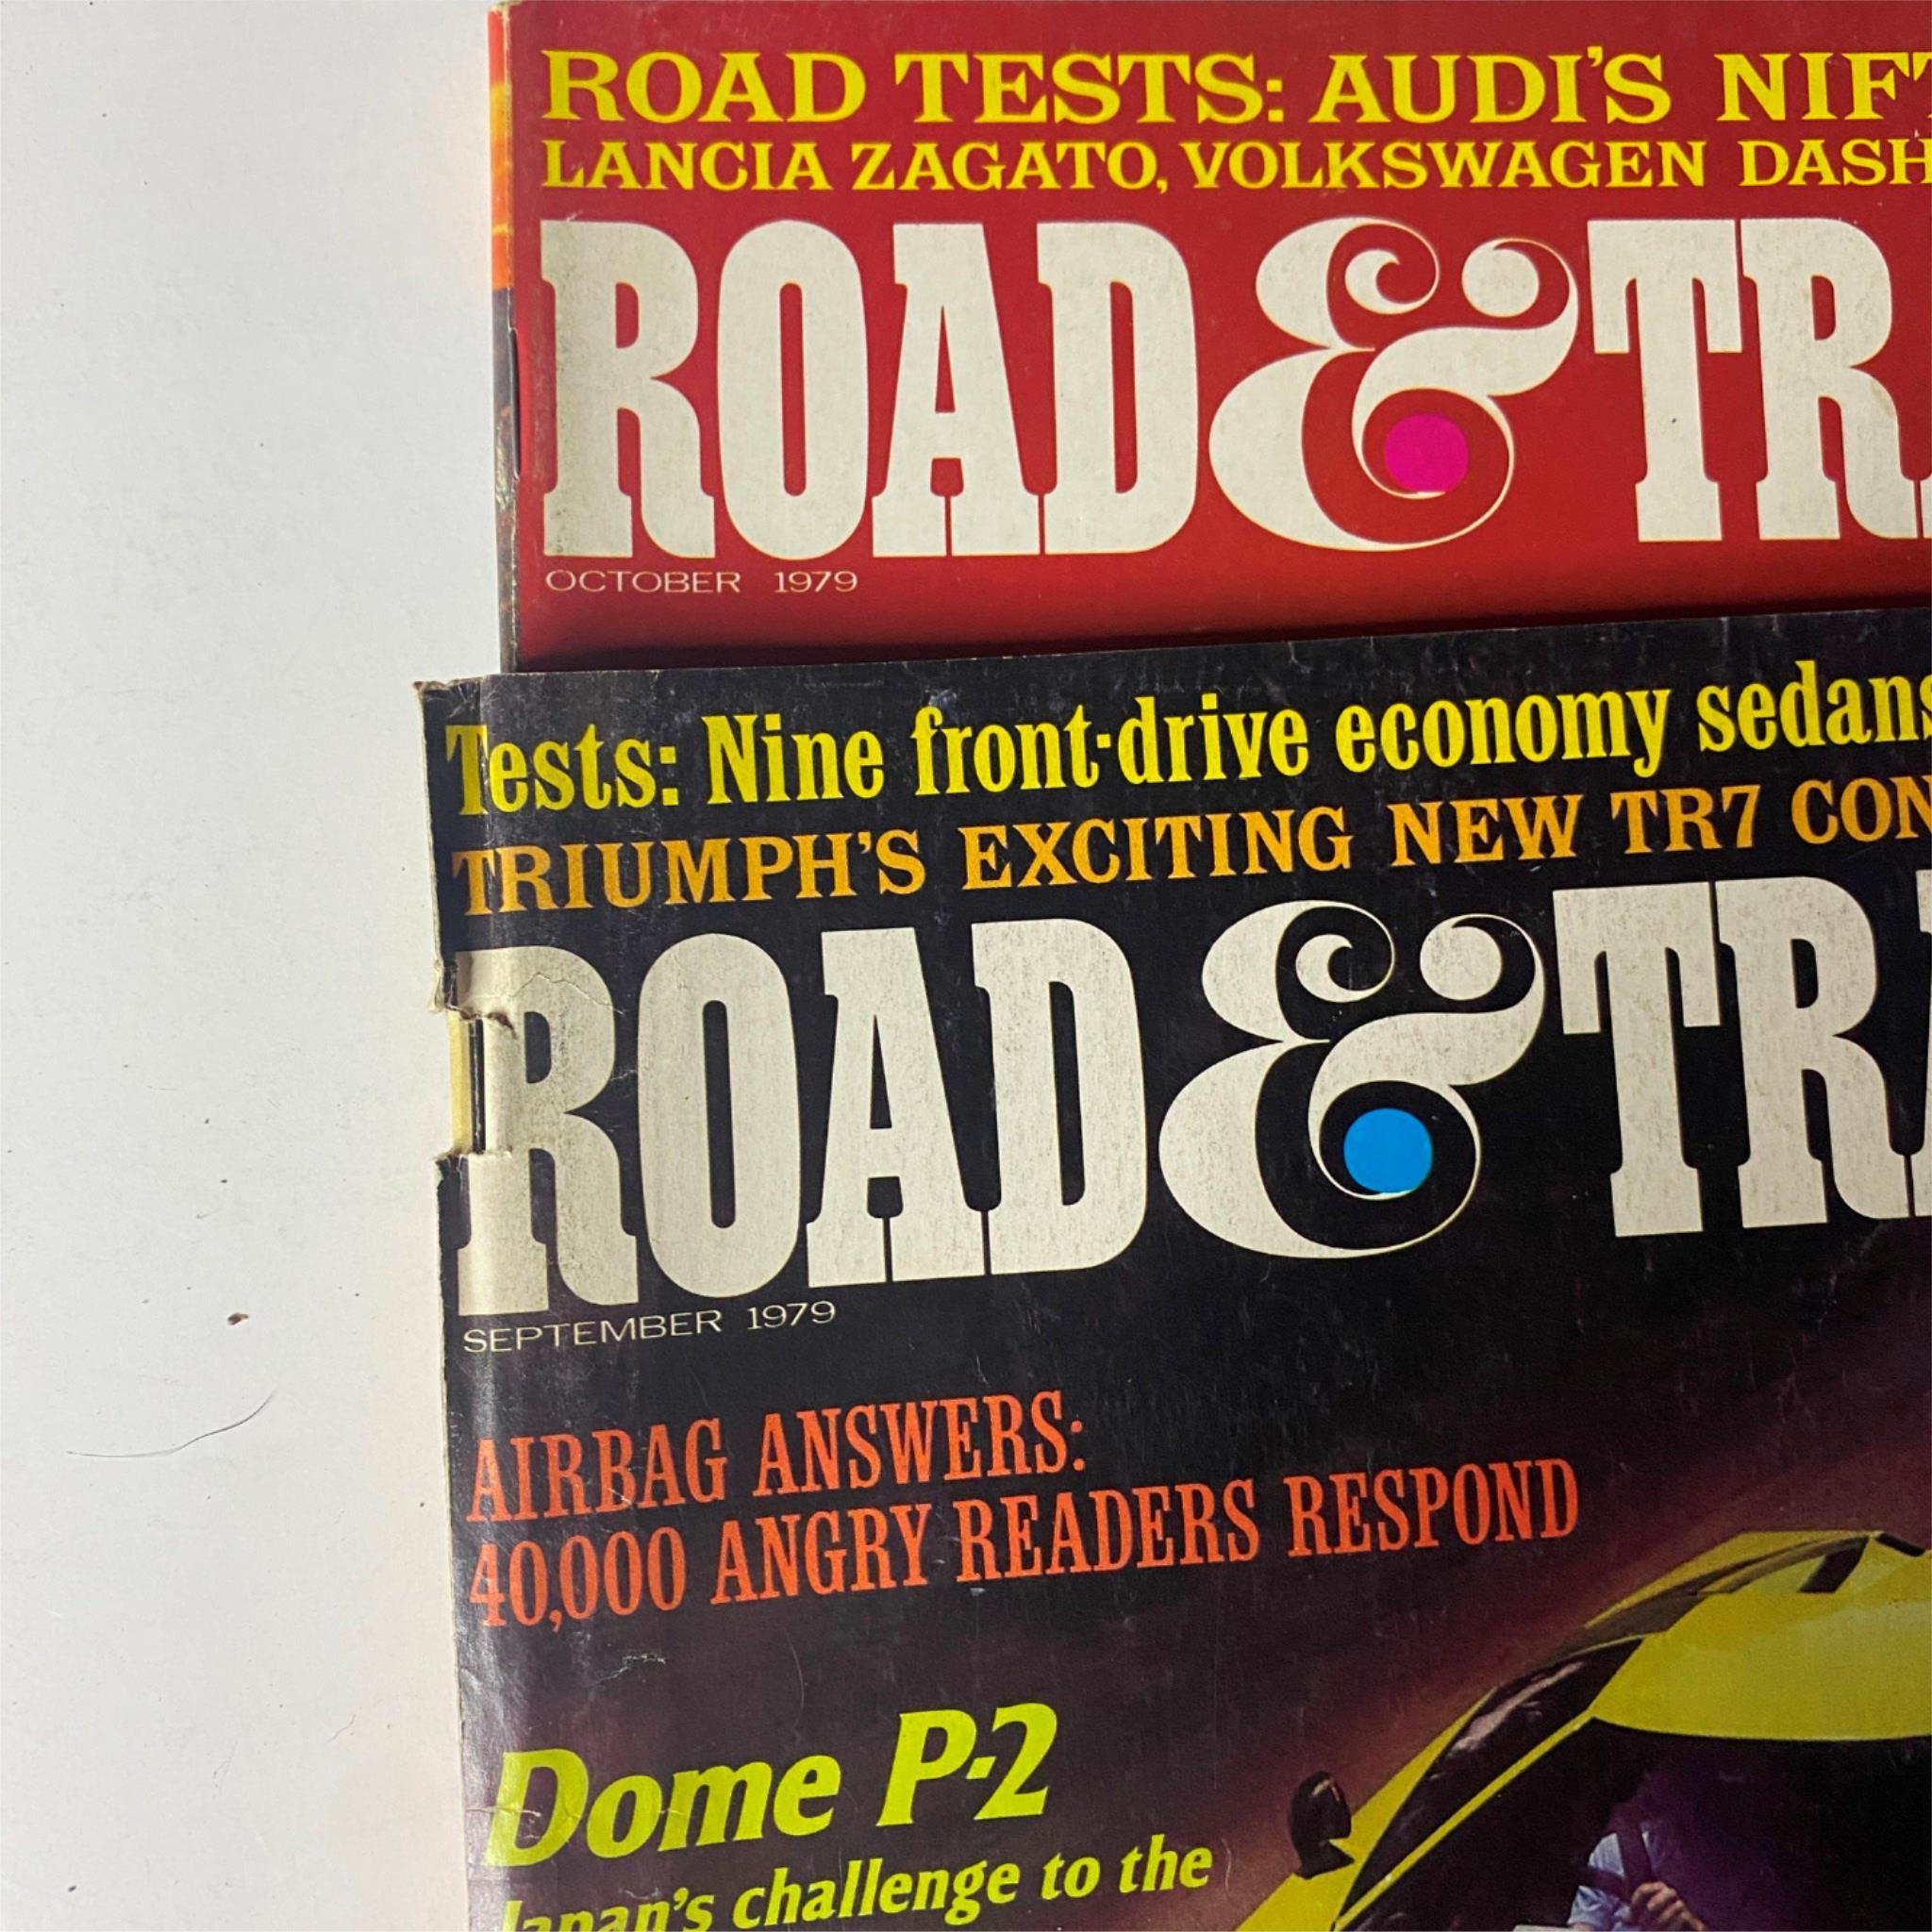 ROAD TESTS: AUDI'S NIFT
LANCIA ZAGATO, VOLKSWAGEN DASH
ROAD & TRA
OCTOBER 1979
Tests: Nine front-drive economy sedans
TRIUMPH'S EXCITING NEW TR7 CON
ROAD & TRA
SEPTEMBER 1979
AIRBAG ANSWERS:
40,000 ANGRY READERS RESPOND
Dome P-2
Japan's challenge to the